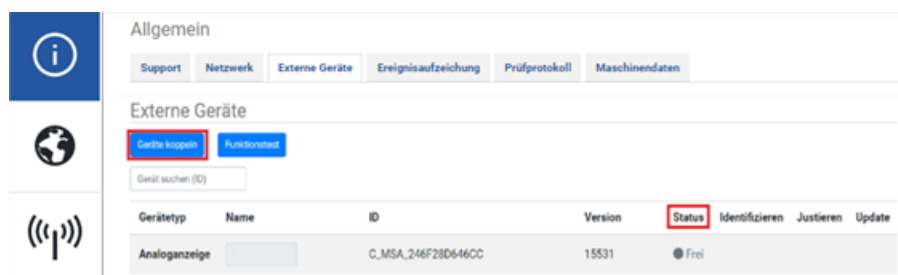 Allgemein
Support Netzwerk Externe Geräte Ereignisaufzeichung Prüfprotokoll Maschinendaten
Externe Geräte
Geräte koppeln Funktionstest
Gerät suchen (ID)
Gerätetyp Name ID Version Status Identifizieren Justieren Update
Analoganzeige C_MSA_246F28D646CC 15531 Frei